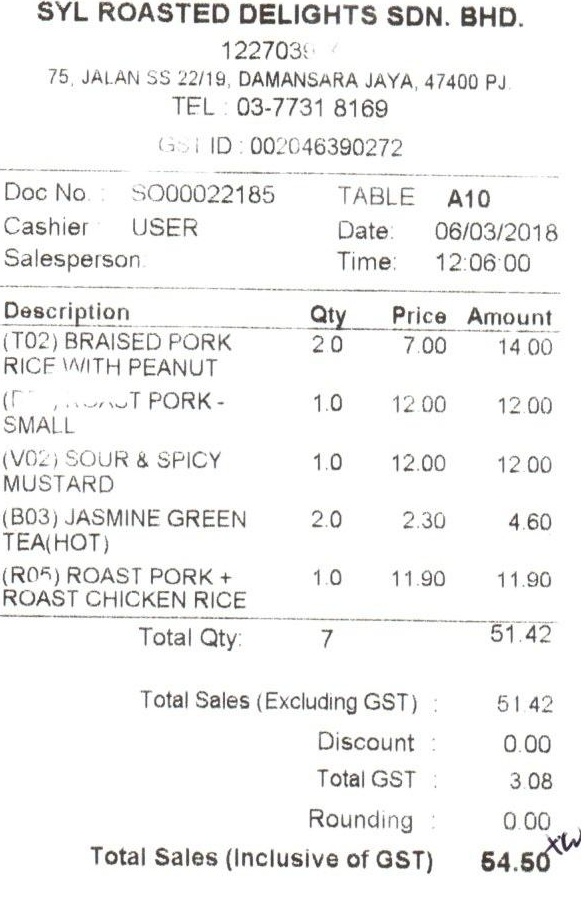 SYL ROASTED DELIGHTS SDN. BHD.
75, JALAN SS 22/19, DAMANSARA JAYA, 47400 PJ.
TEL : 03-7731 8169
GST ID : 002046390272
Doc No. : SO00022185 TABLE A10
Cashier : USER Date: 06/03/2018
Salesperson: Time: 12:06:00
Description Qty Price Amount
(T02) BRAISED PORK 2.0 7.00 14.00
RICE WITH PEANUT
PORK - 1.0 12.00 12.00
SMALL
(V02) SOUR & SPICY 1.0 12.00 12.00
MUSTARD
(B03) JASMINE GREEN 2.0 2.30 4.60
TEA(HOT)
(R05) ROAST PORK + 1.0 11.90 11.90
ROAST CHICKEN RICE
Total Qty: 7 51.42
Total Sales (Excluding GST) : 51.42
Discount : 0.00
Total GST : 3.08
Rounding : 0.00
Total Sales (Inclusive of GST) 54.50